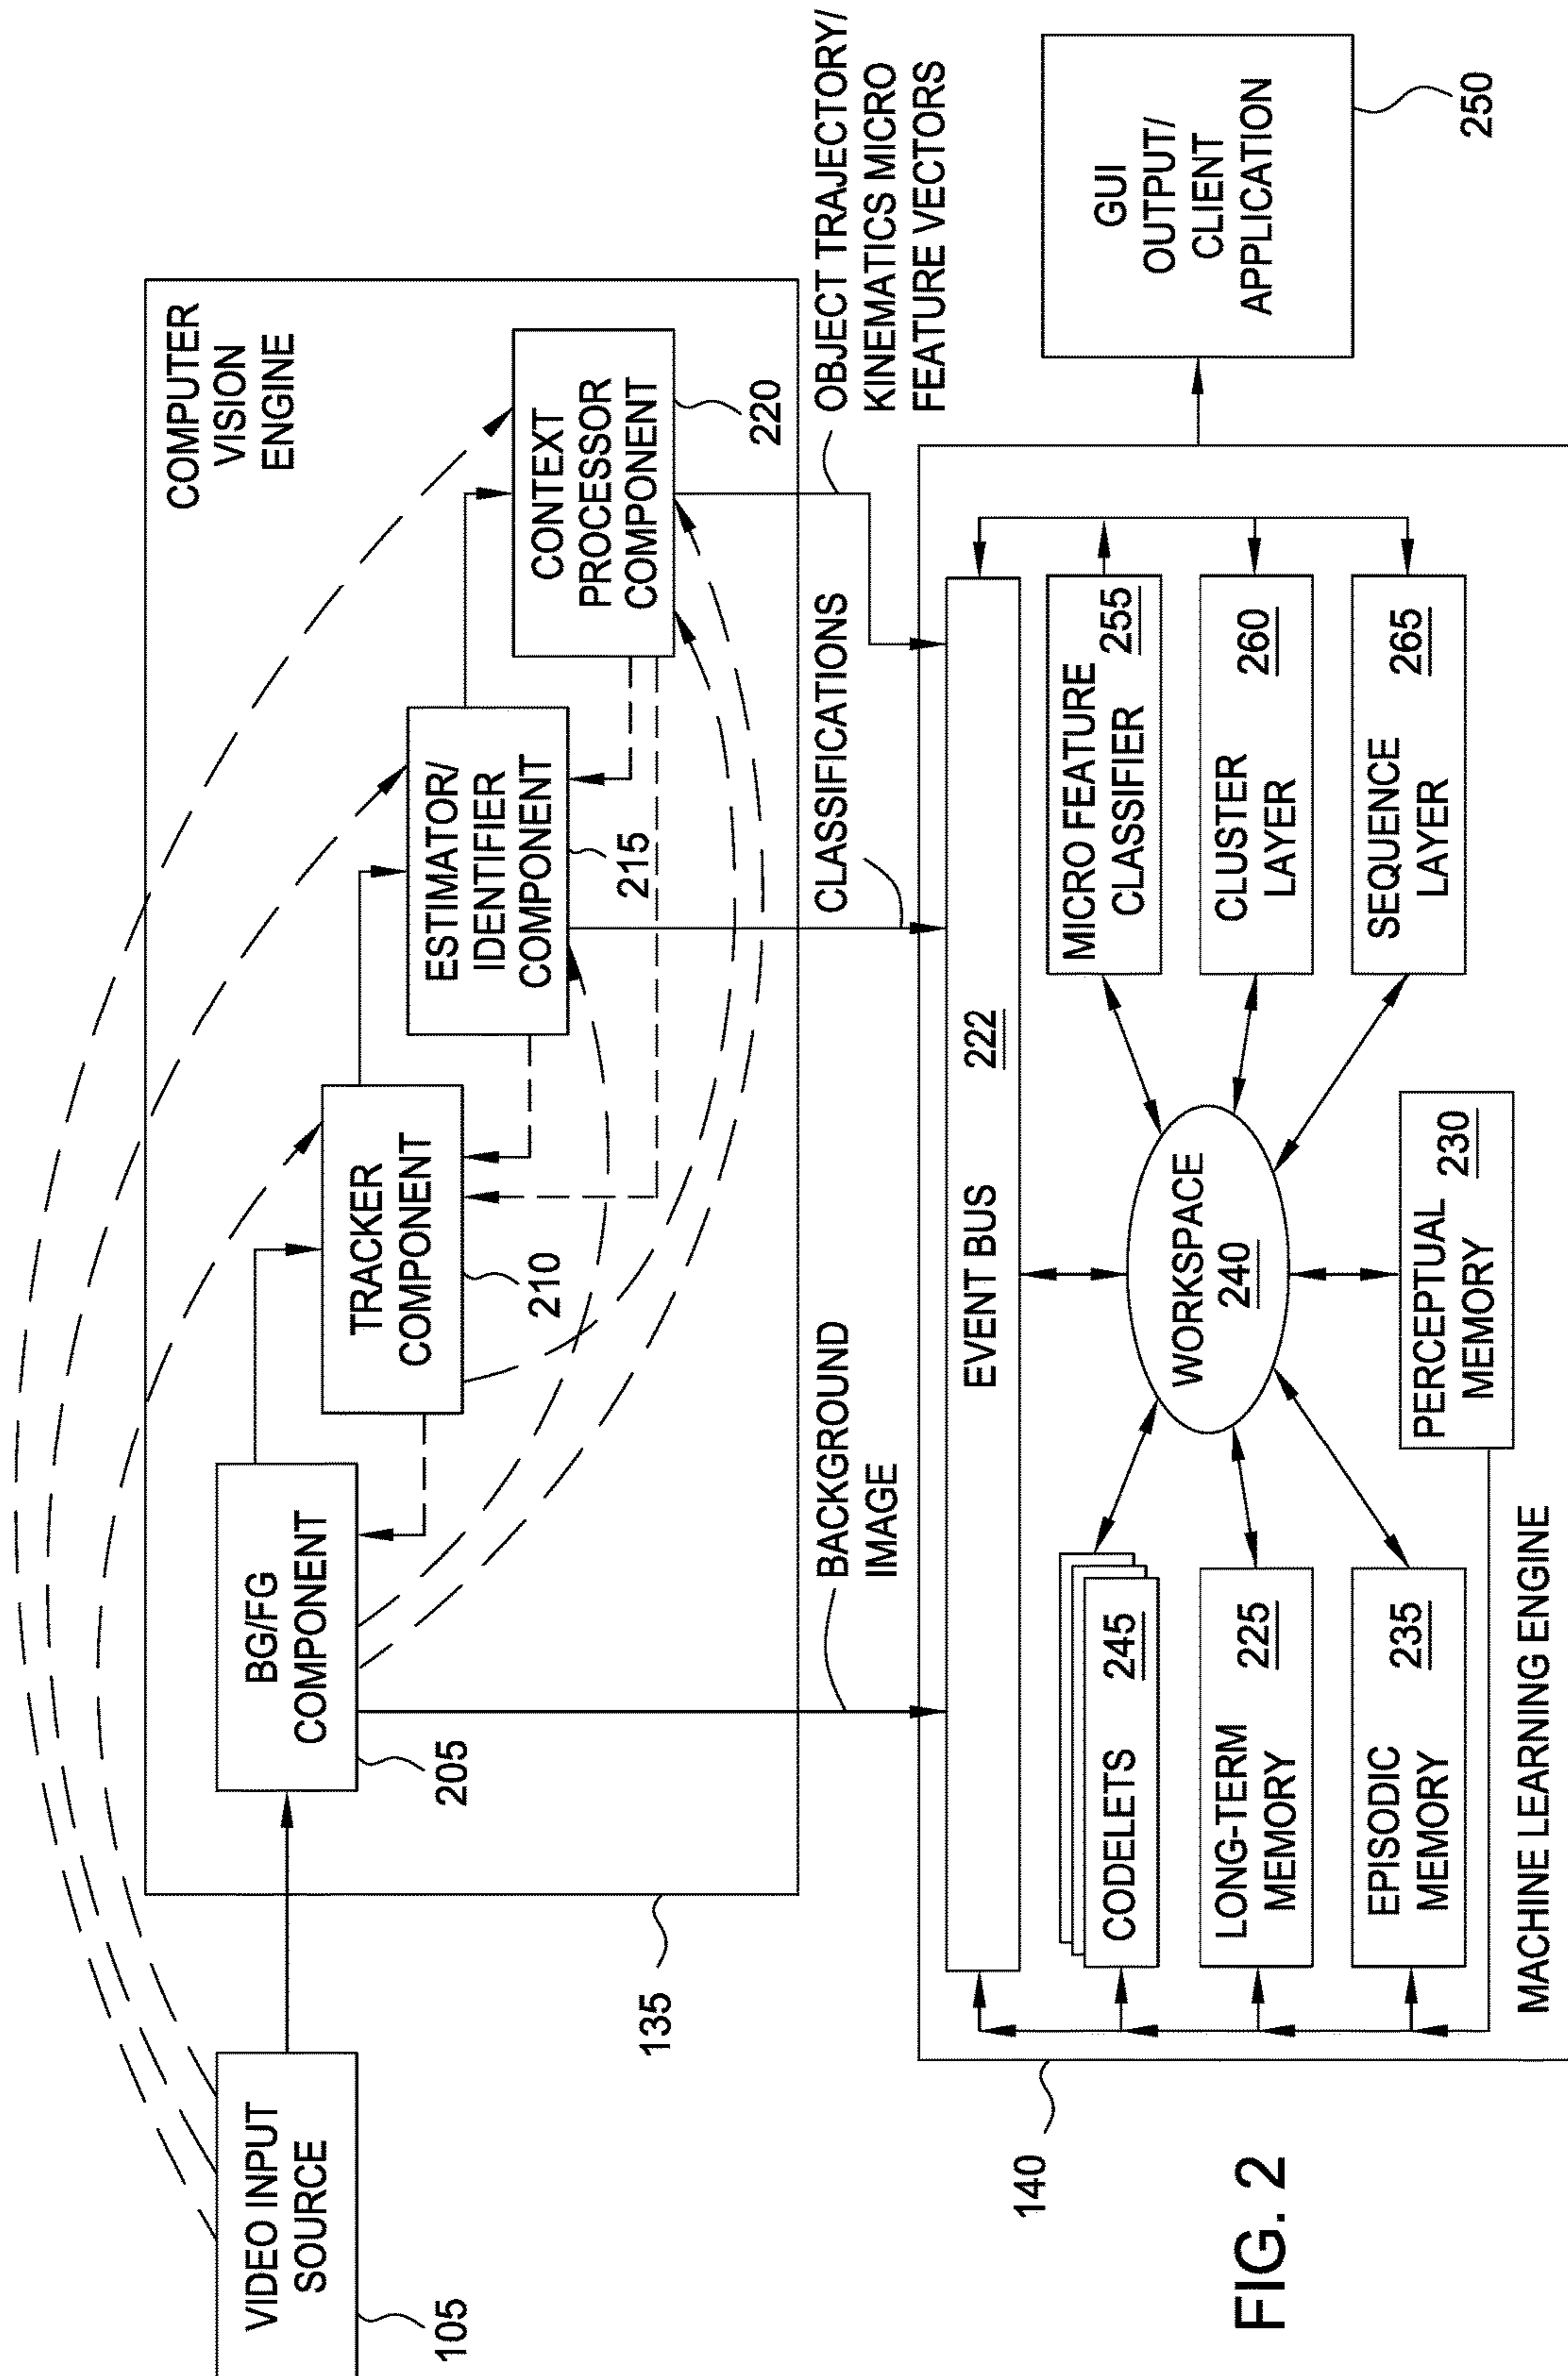 VIDEO INPUT
SOURCE
105
COMPUTER
VISION
ENGINE
135
BG/FG
COMPONENT
205
TRACKER
COMPONENT
210
ESTIMATOR/
IDENTIFIER
COMPONENT
215
CONTEXT
PROCESSOR
COMPONENT
220
BACKGROUND
IMAGE
CLASSIFICATIONS
OBJECT TRAJECTORY/
KINEMATICS MICRO
FEATURE VECTORS
EVENT BUS 222
CODELETS 245
LONG-TERM
MEMORY 225
EPISODIC
MEMORY 235
WORKSPACE
240
PERCEPTUAL
MEMORY 230
MICRO FEATURE
CLASSIFIER 255
CLUSTER
LAYER 260
SEQUENCE
LAYER 265
GUI
OUTPUT/
CLIENT
APPLICATION
250
140
MACHINE LEARNING ENGINE
FIG. 2